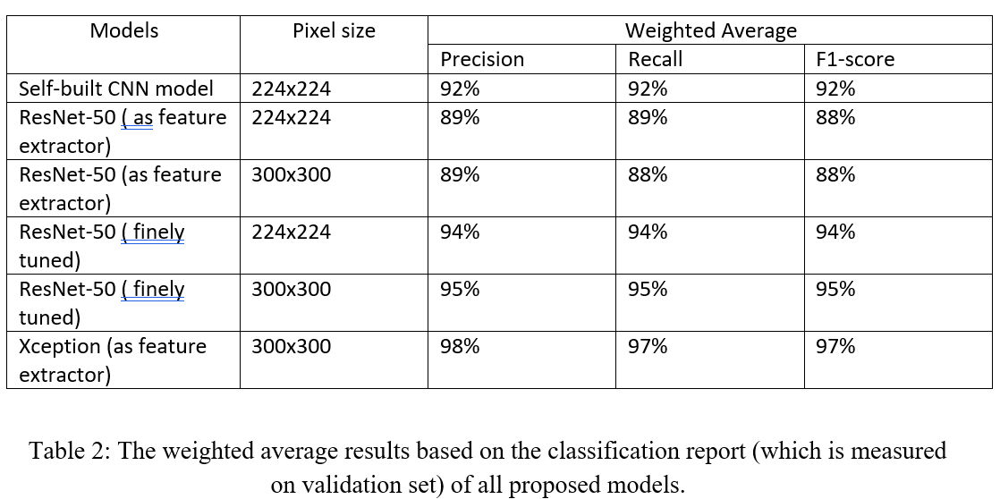 Models Pixel size Weighted Average
Precision Recall F1-score
Self-built CNN model 224x224 92% 92% 92%
ResNet-50 ( as feature 224x224 89% 89% 88%
extractor)
ResNet-50 (as feature 300x300 89% 88% 88%
extractor)
ResNet-50 ( finely 224x224 94% 94% 94%
tuned)
ResNet-50 ( finely 300x300 95% 95% 95%
tuned)
Xception (as feature 300x300 98% 97% 97%
extractor)
Table 2: The weighted average results based on the classification report (which is measured
on validation set) of all proposed models.